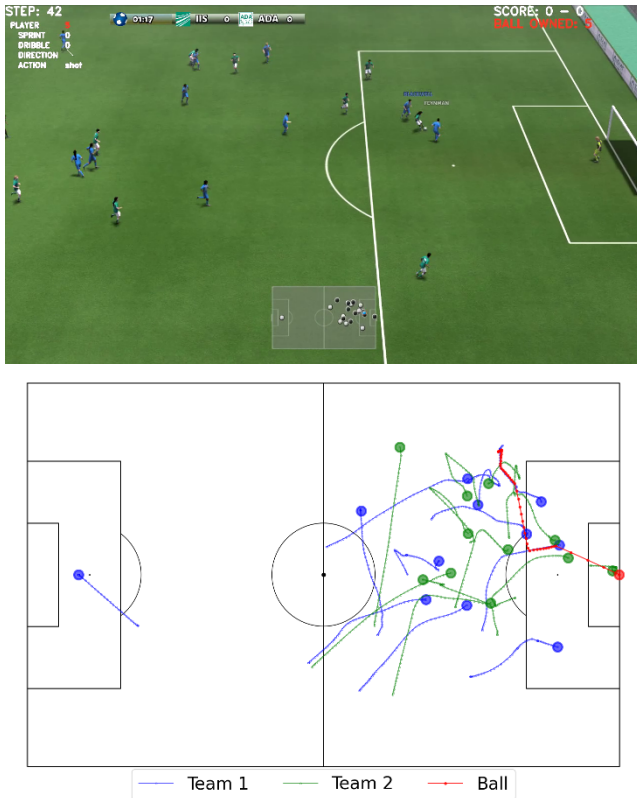 STEP: 42
SCORE: 0 - 0
PLAYER
BALL OWNED: 5
SPRINT 0
DRIBBLE 0
DIRECTION
ACTION shot
01:17 IIS 0 ADA 0
Team 1 Team 2 Ball